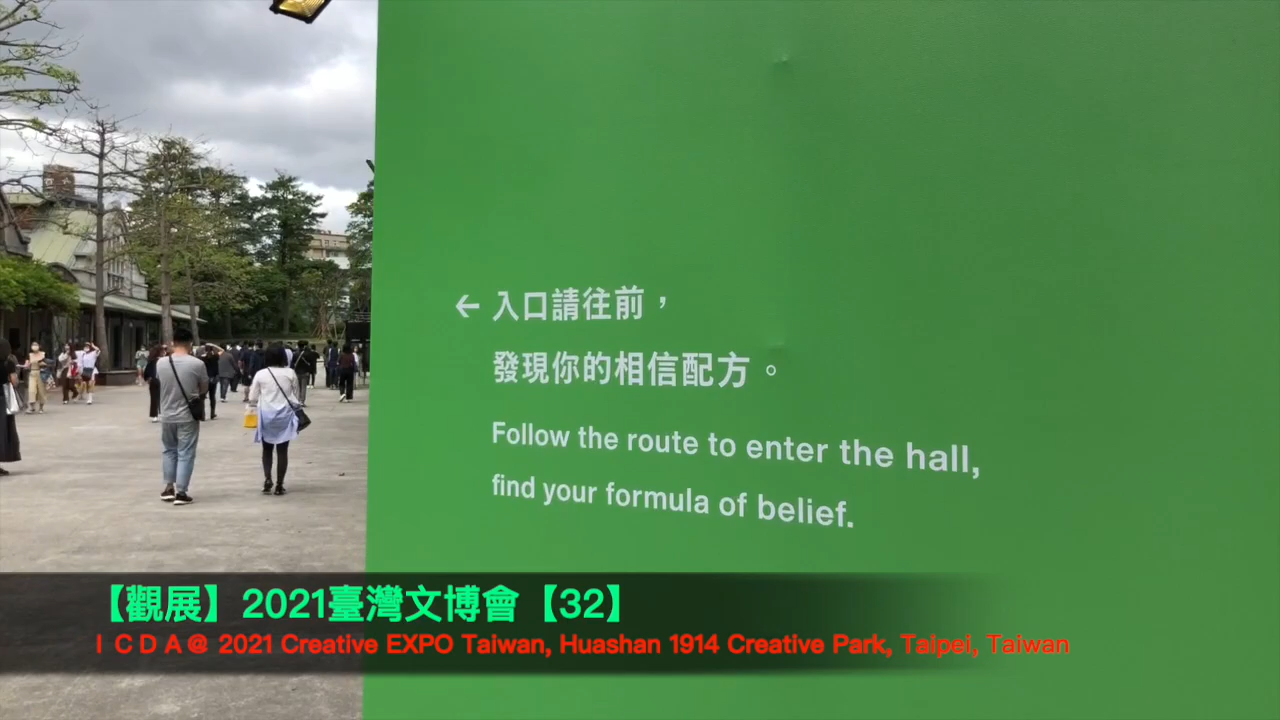 ← 入口請往前，
發現你的相信配方。
Follow the route to enter the hall,
find your formula of belief.
【觀展】2021臺灣文博會【32】
I C D A @ 2021 Creative EXPO Taiwan, Huashan 1914 Creative Park, Taipei, Taiwan